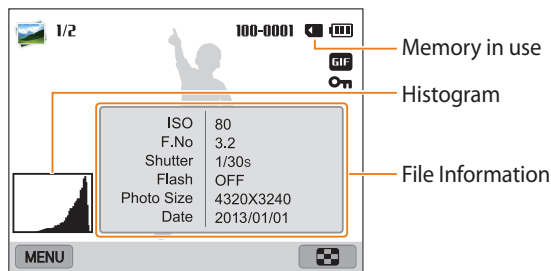 1/2 100-0001
GIF
Memory in use
Histogram
ISO 80
F.No 3.2
Shutter 1/30s
Flash OFF
Photo Size 4320X3240
Date 2013/01/01
File Information
MENU